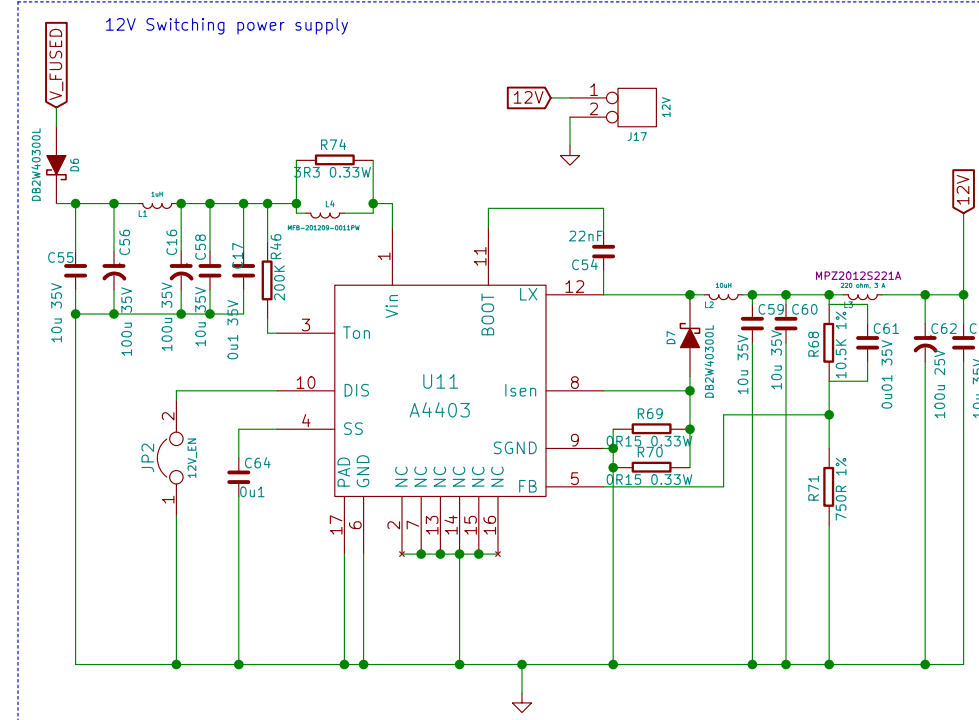 12V Switching power supply
V_FUSED
12V
1
2
12V
J17
DB2W40300L
D6
R74
3R3 0.33W
1uH
L1
L4
MFB-201209-0011PW
12V
C55
10u 35V
C56
100u 35V
C16
100u 35V
C58
10u 35V
C17
0u1 35V
R46
200K
1
Vin
11
BOOT
22nF
C54
12
LX
MPZ2012S221A
220 ohm, 3 A
10uH
L2
L3
3
Ton
D7
DB2W40300L
C59
10u 35V
C60
10u 35V
R68
10.5K 1%
C61
0u01 35V
C62
100u 25V
C
10u 35V
10
DIS
U11
A4403
Isen
8
4
SS
R69
0R15 0.33W
SGND
9
R70
0R15 0.33W
FB
5
JP2
2
1
12V_EN
C64
0u1
R71
750R 1%
PAD
GND
NC
NC
NC
NC
NC
NC
17
6
2
7
13
14
15
16